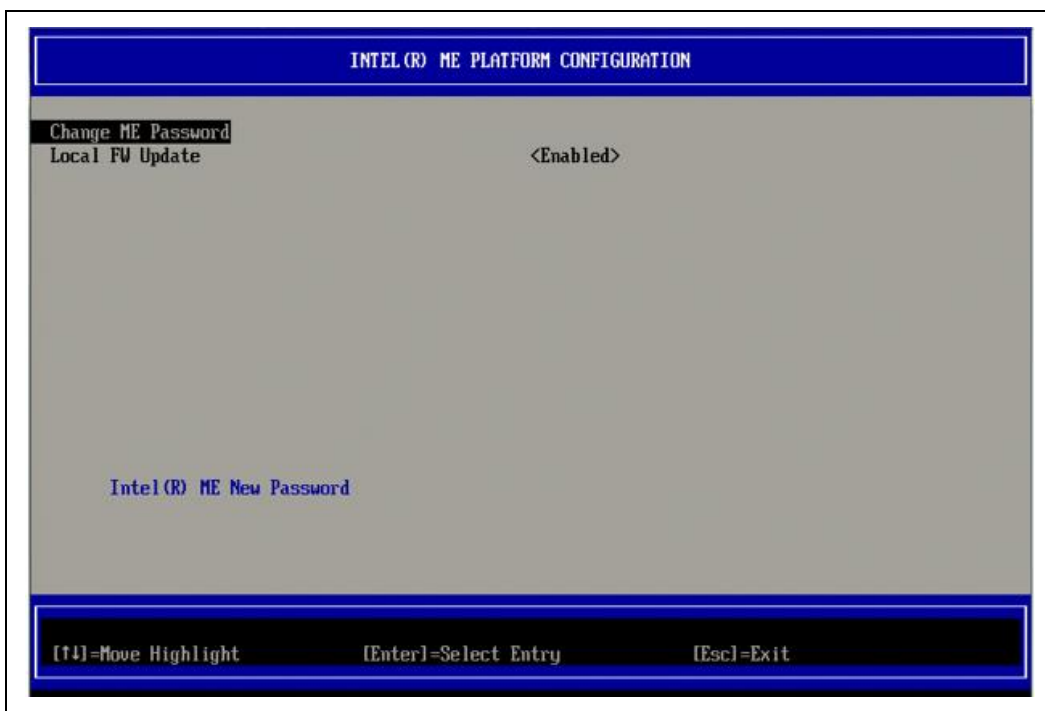 INTEL(R) ME PLATFORM CONFIGURATION
Change ME Password
Local FW Update <Enabled>
Intel(R) ME New Password
[↑↓]=Move Highlight [Enter]=Select Entry [Esc]=Exit